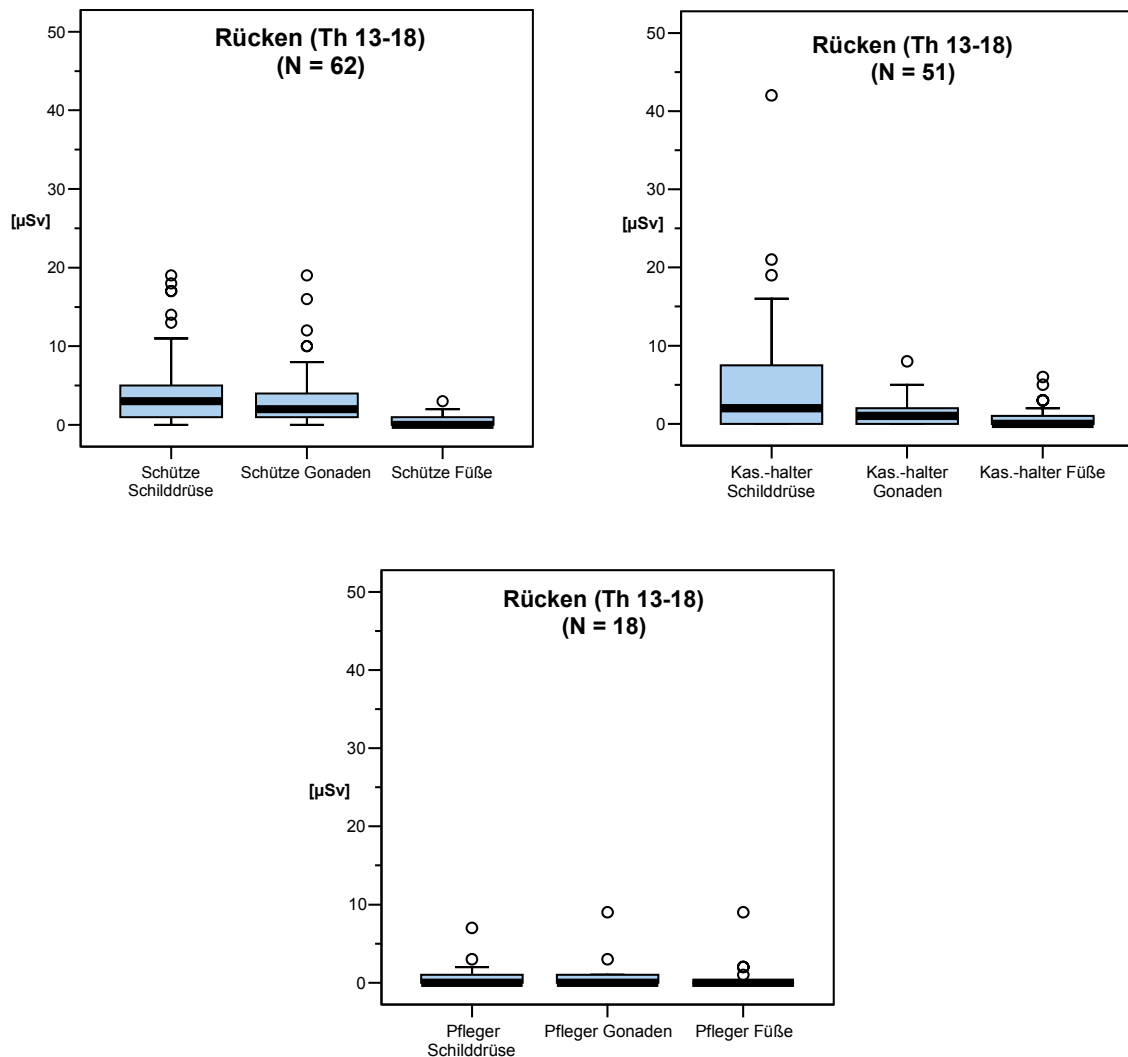 Rücken (Th 13-18)
(N = 62)
50
40
30
[µSv]
20
10
0
Schütze
Schilddrüse
Schütze Gonaden
Schütze Füße
Rücken (Th 13-18)
(N = 51)
50
40
30
[µSv]
20
10
0
Kas.-halter
Schilddrüse
Kas.-halter
Gonaden
Kas.-halter Füße
Rücken (Th 13-18)
(N = 18)
50
40
30
[µSv]
20
10
0
Pfleger
Schilddrüse
Pfleger Gonaden
Pfleger Füße